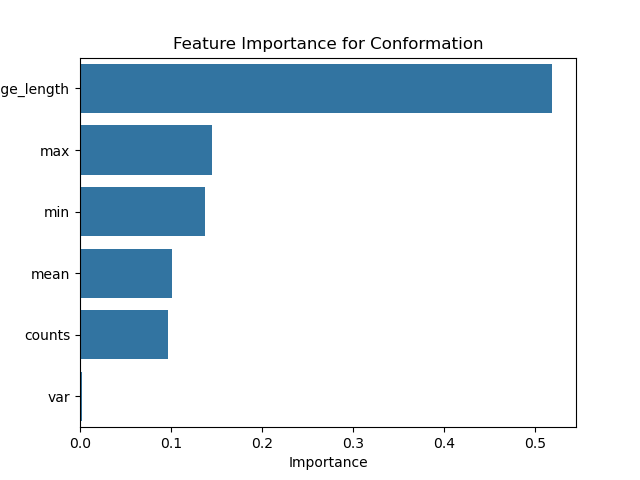 Feature Importance for Conformation
ge_length
max
min
mean
counts
var
0.0 0.1 0.2 0.3 0.4 0.5
Importance